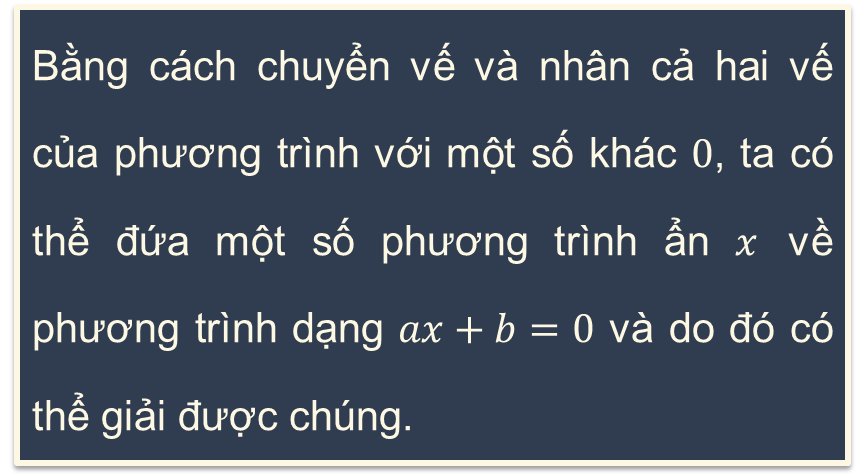 Bằng cách chuyển vế và nhân cả hai vế
của phương trình với một số khác 0, ta có
thể đứa một số phương trình ẩn x về
phương trình dạng ax + b = 0 và do đó có
thể giải được chúng.